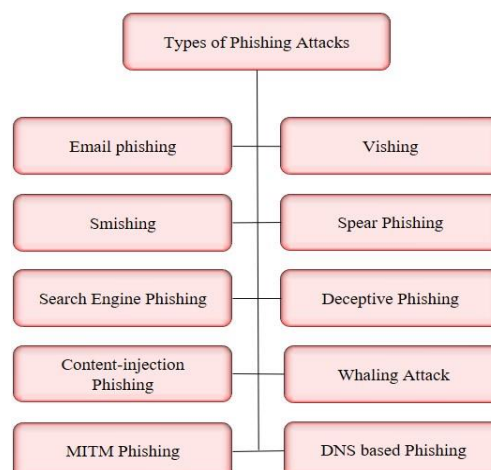 Types of Phishing Attacks
Email phishing
Vishing
Smishing
Spear Phishing
Search Engine Phishing
Deceptive Phishing
Content-injection
Phishing
Whaling Attack
MITM Phishing
DNS based Phishing